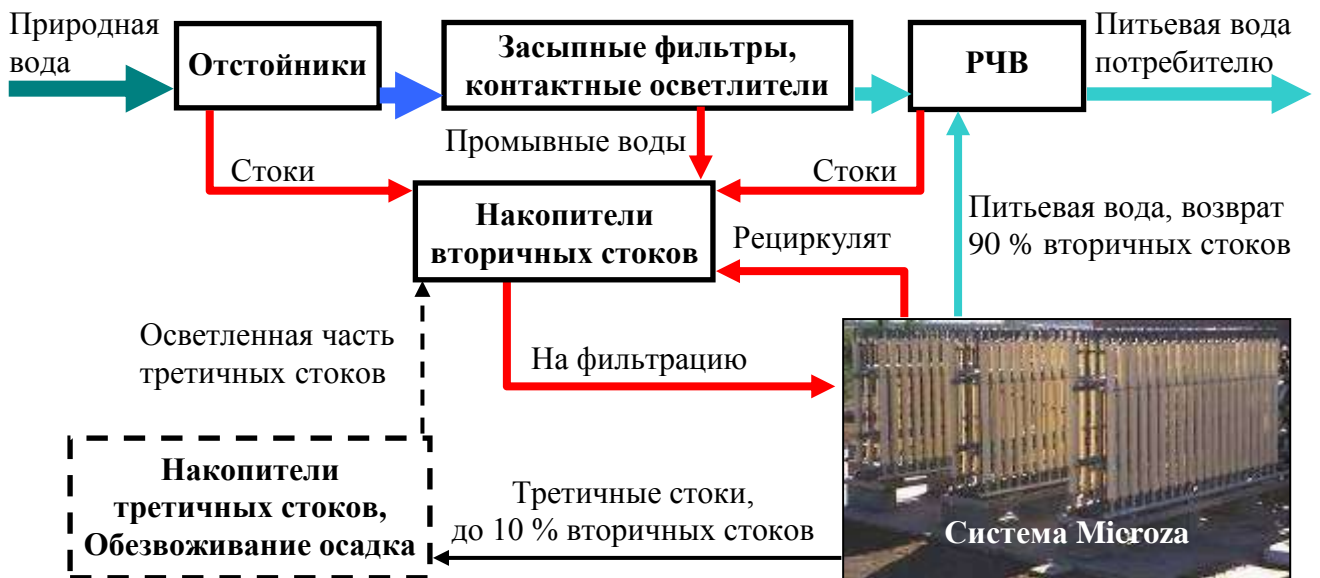 Природная
вода
Отстойники
Засыпные фильтры,
контактные осветлители
РЧВ
Питьевая вода
потребителю
Промывные воды
Стоки
Стоки
Накопители
вторичных стоков
Рециркулят
Питьевая вода, возврат
90 % вторичных стоков
Осветленная часть
третичных стоков
На фильтрацию
Накопители
третичных стоков,
Обезвоживание осадка
Третичные стоки,
до 10 % вторичных стоков
Система Microza